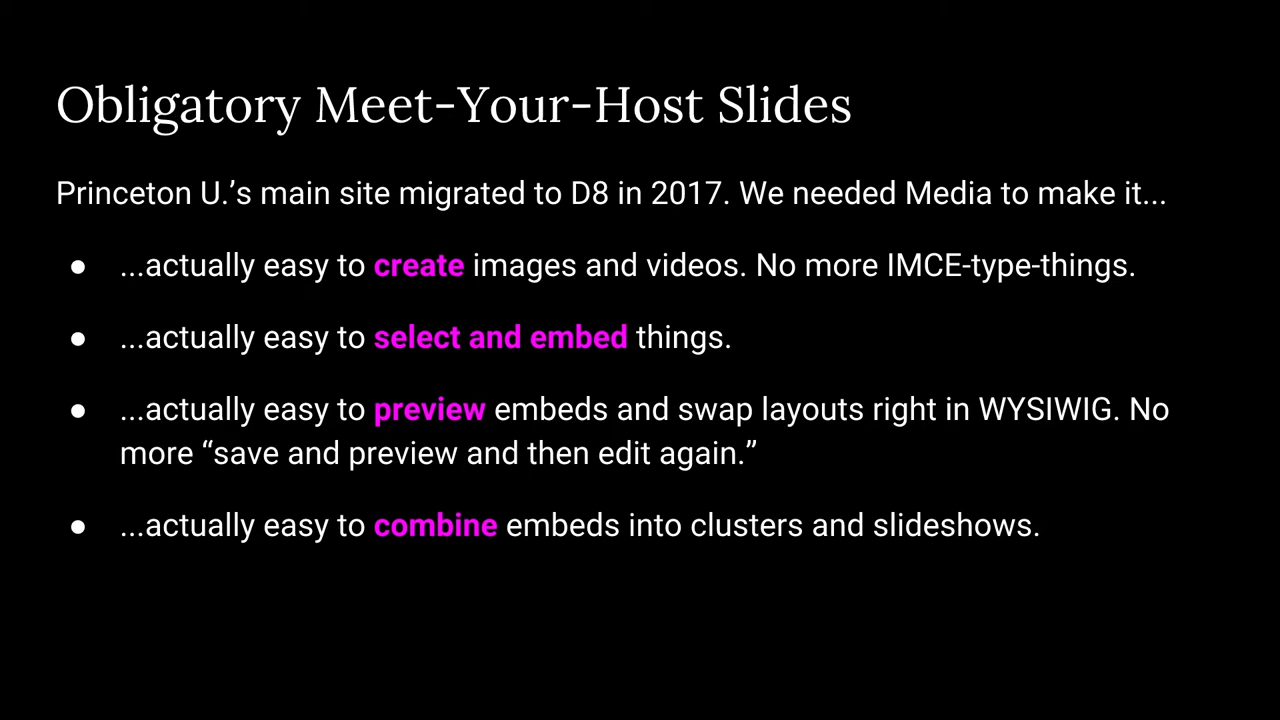 Obligatory Meet-Your-Host Slides
Princeton U.’s main site migrated to D8 in 2017. We needed Media to make it...
● ...actually easy to create images and videos. No more IMCE-type-things.
● ...actually easy to select and embed things.
● ...actually easy to preview embeds and swap layouts right in WYSIWIG. No
more “save and preview and then edit again.”
● ...actually easy to combine embeds into clusters and slideshows.